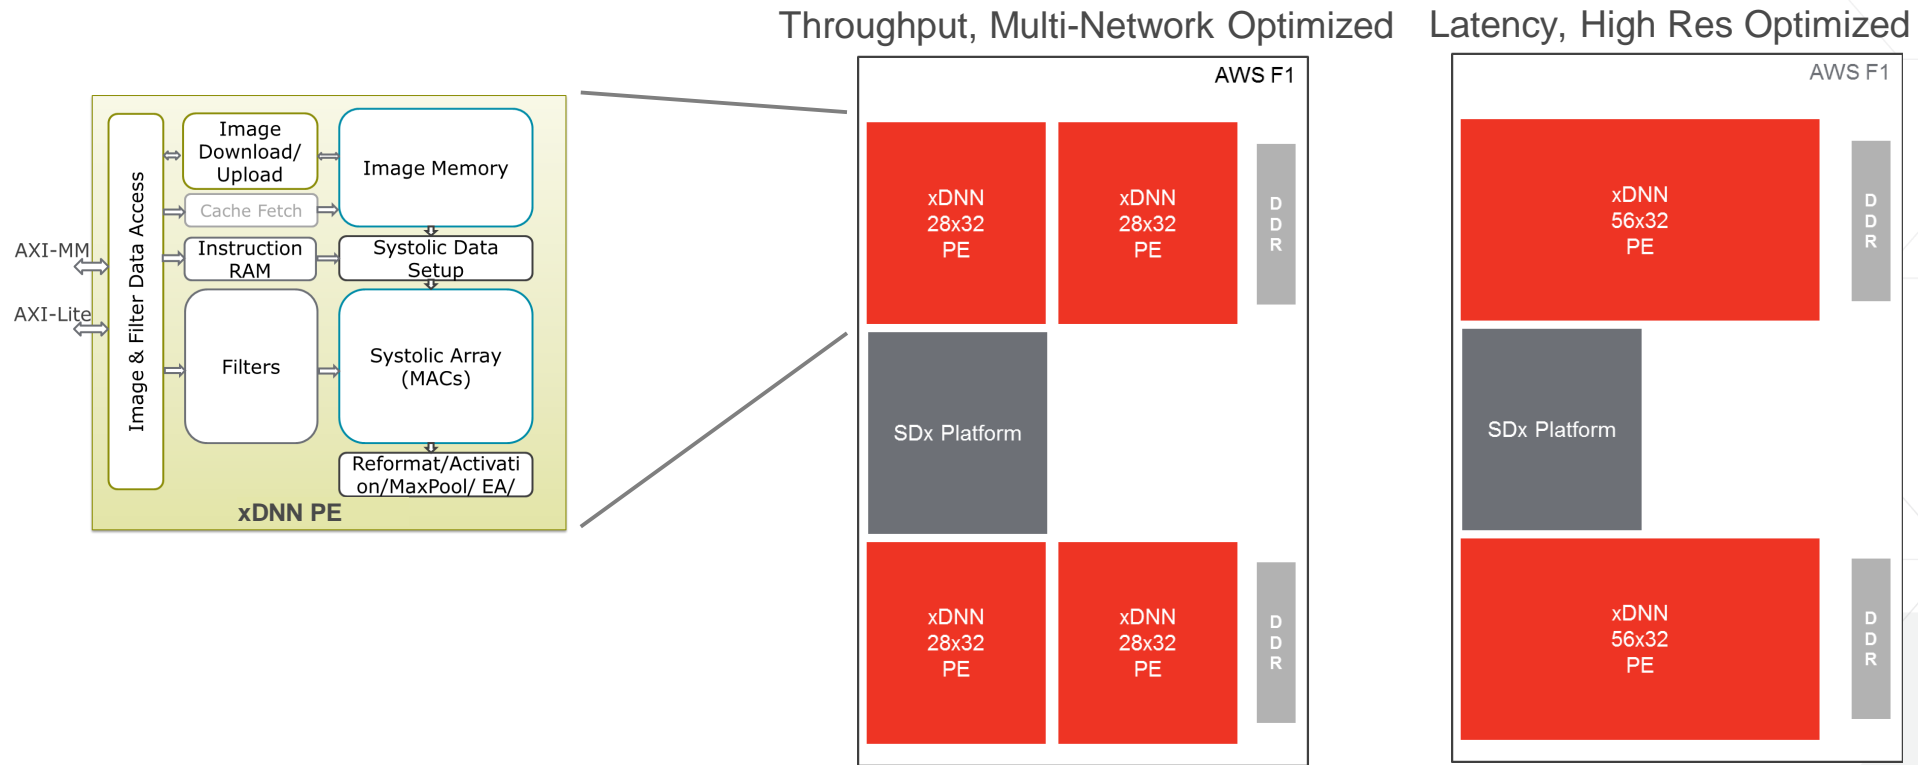 Throughput, Multi-Network Optimized
Latency, High Res Optimized
Image & Filter Data Access
Image
Download/
Upload
Image Memory
Cache Fetch
Instruction
RAM
Systolic Data
Setup
AXI-MM
AXI-Lite
Filters
Systolic Array
(MACs)
Reformat/Activati
on/MaxPool/ EA/
xDNN PE
AWS F1
xDNN
28x32
PE
xDNN
28x32
PE
D
D
R
SDx Platform
xDNN
28x32
PE
xDNN
28x32
PE
D
D
R
AWS F1
xDNN
56x32
PE
D
D
R
SDx Platform
xDNN
56x32
PE
D
D
R